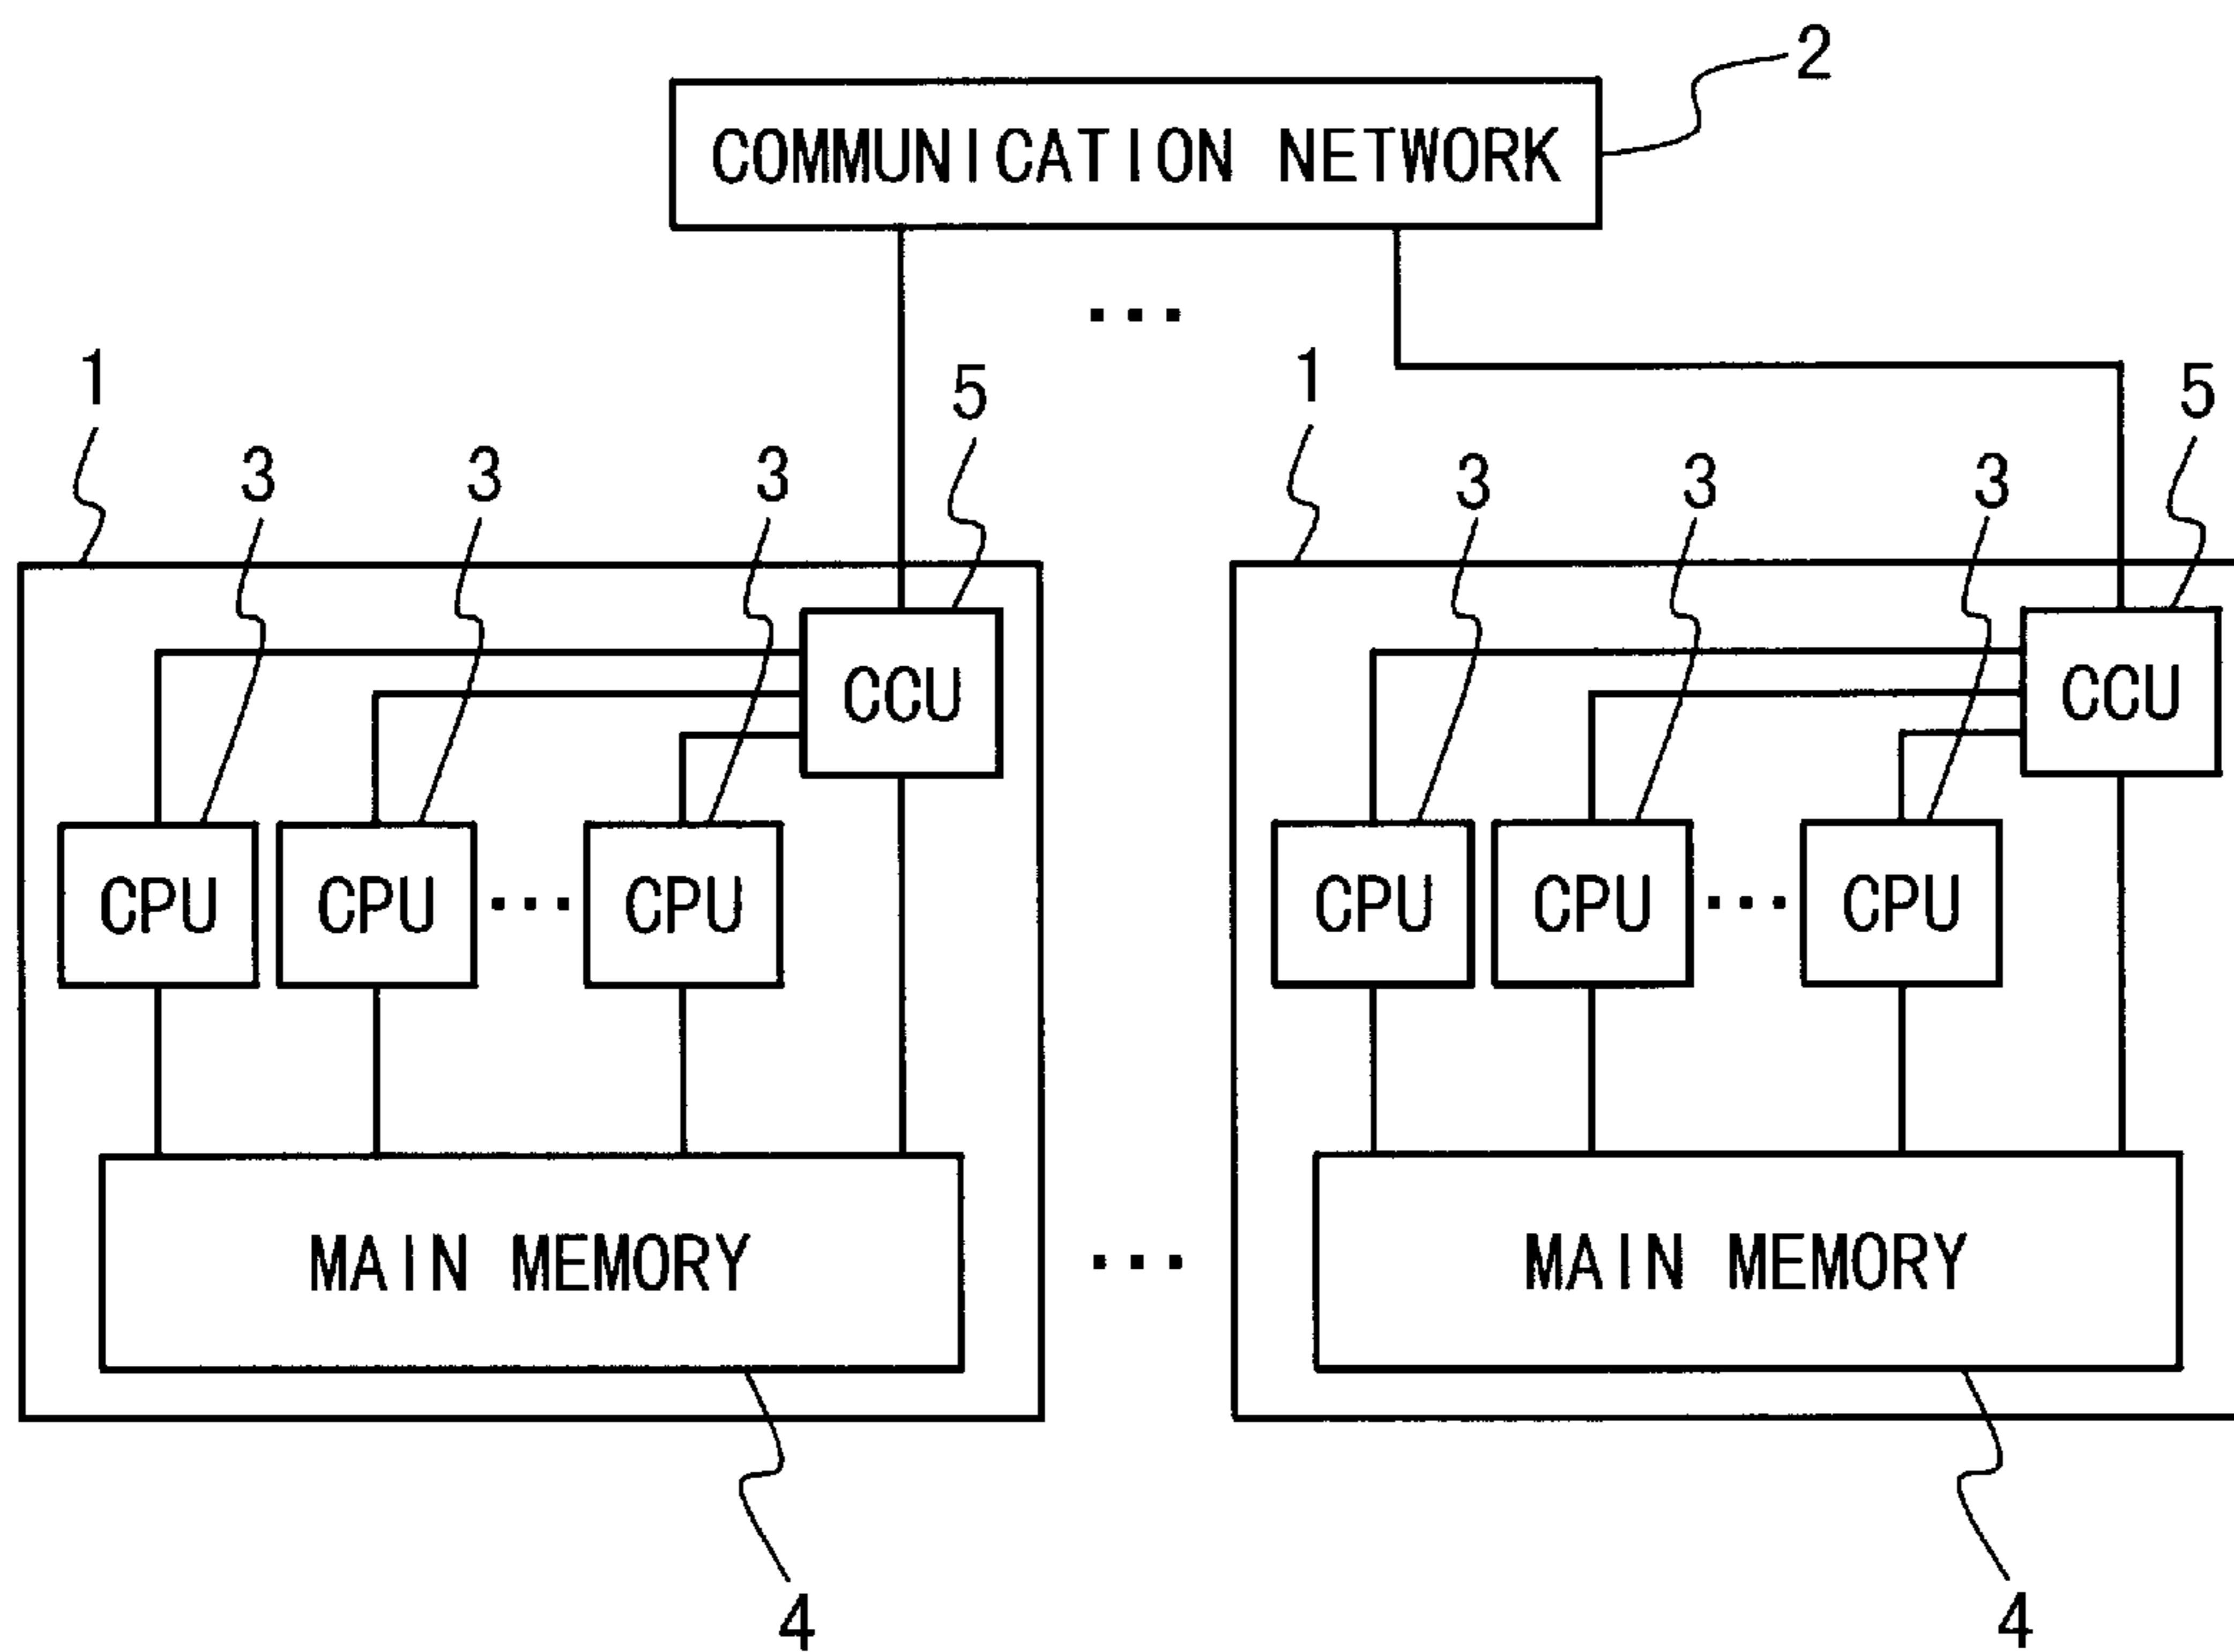 2
COMMUNICATION NETWORK
...
1
5
1
5
3 3 3
3 3 3
CCU
CCU
CPU CPU ... CPU
CPU CPU ... CPU
MAIN MEMORY
...
MAIN MEMORY
4
4